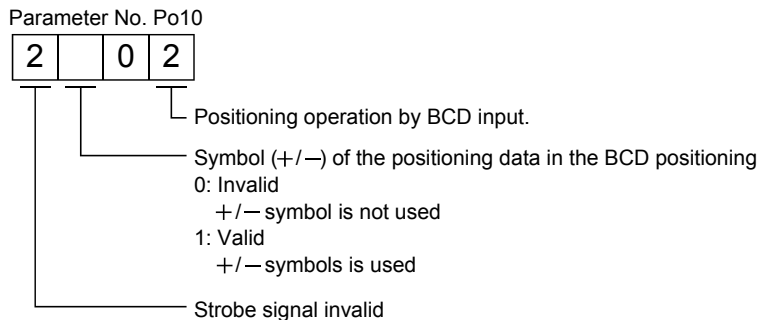 Parameter No. Po10
2 0 2
Positioning operation by BCD input.
Symbol (+/−) of the positioning data in the BCD positioning
0: Invalid
+/− symbol is not used
1: Valid
+/− symbols is used
Strobe signal invalid